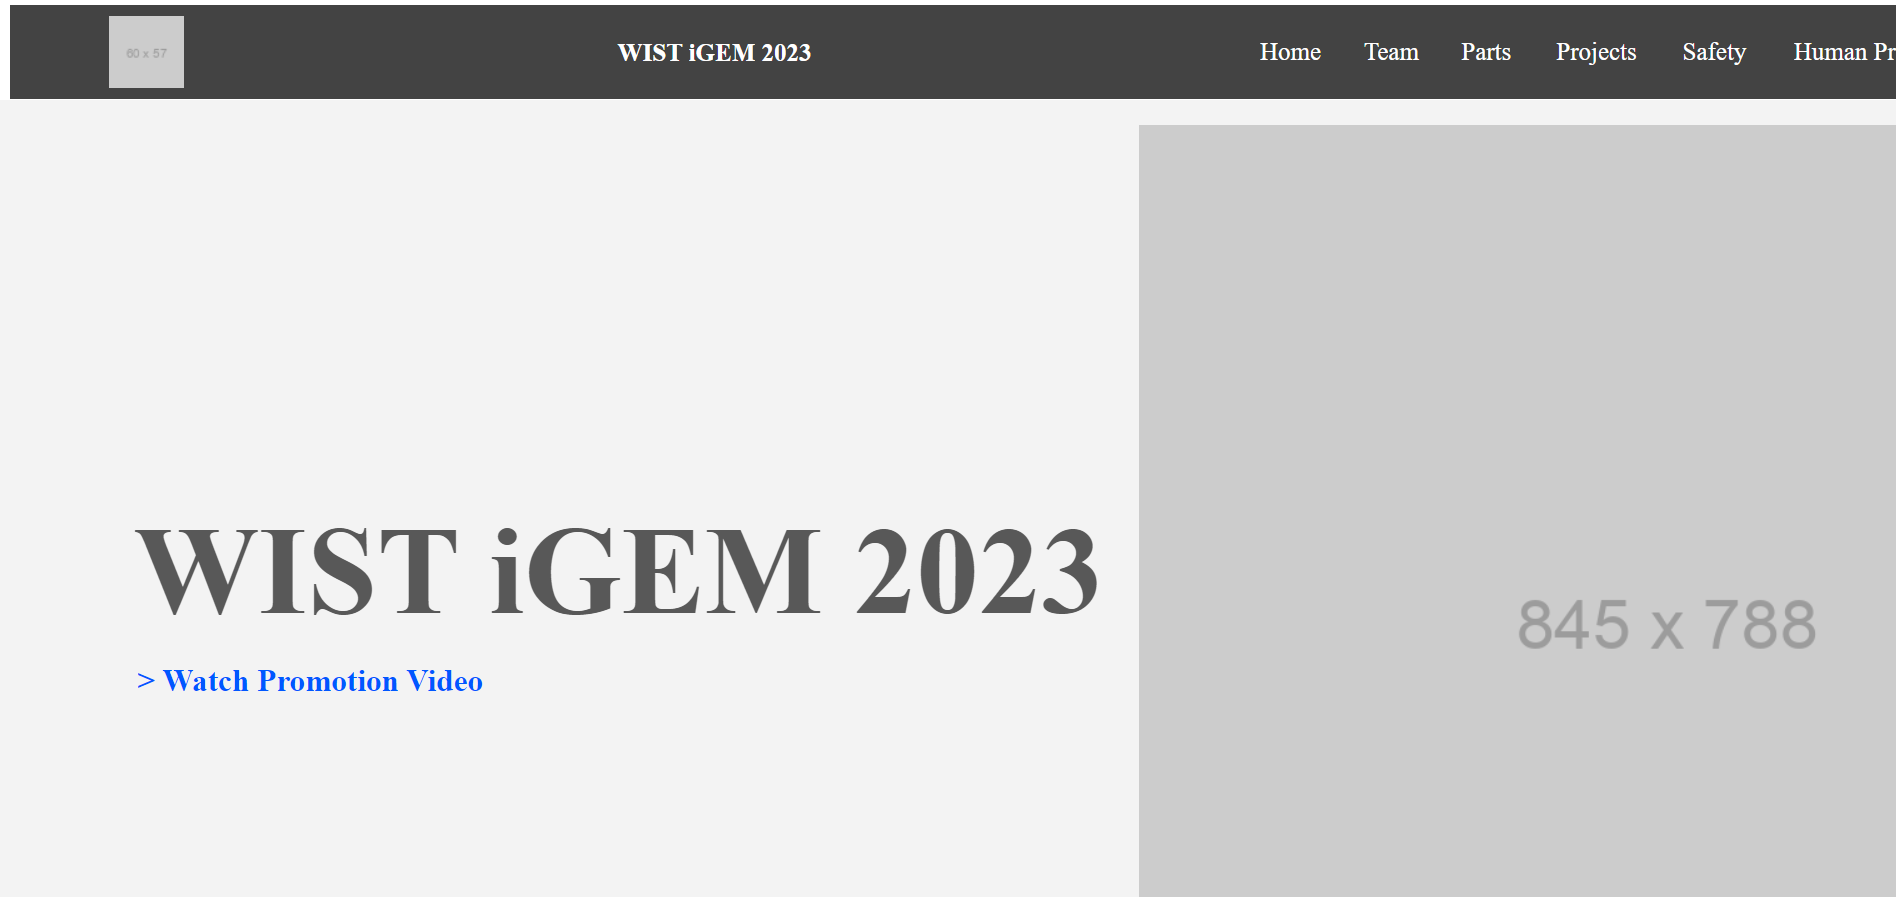 60 x 57
WIST iGEM 2023
Home Team Parts Projects Safety Human Pr
WIST iGEM 2023
> Watch Promotion Video
845 x 788